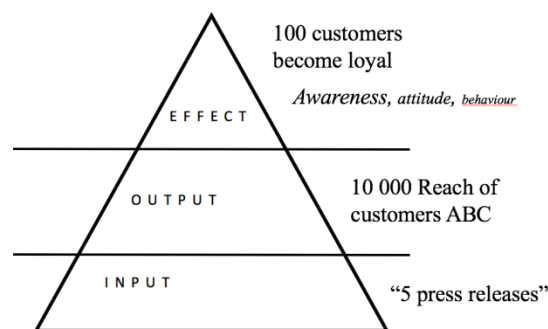 100 customers
become loyal
Awareness, attitude, behaviour
EFFECT
OUTPUT
10 000 Reach of
customers ABC
INPUT
“5 press releases”